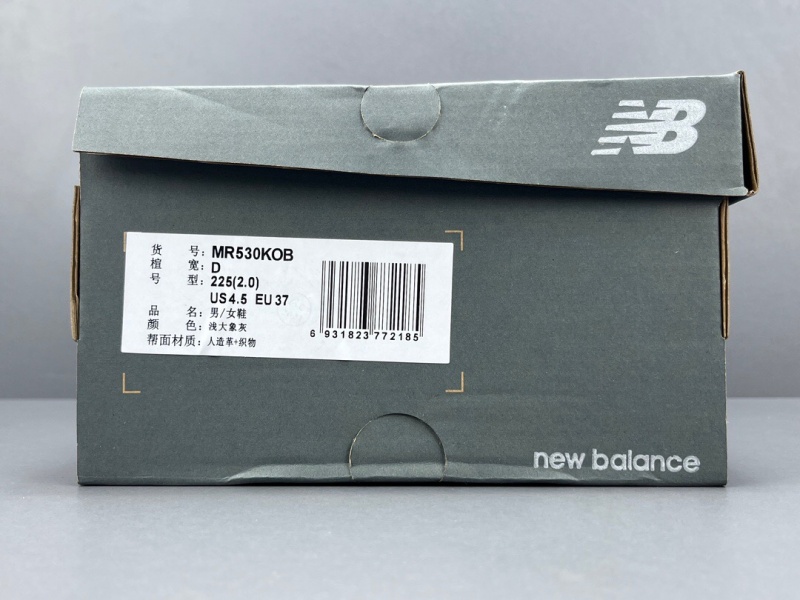 NB
货 号: MR530KOB
楦 宽: D
号 型: 225(2.0)
US 4.5 EU 37
品 名: 男/女鞋
颜 色: 浅大象灰
帮面材质: 人造革+织物
6 931823 772185
new balance